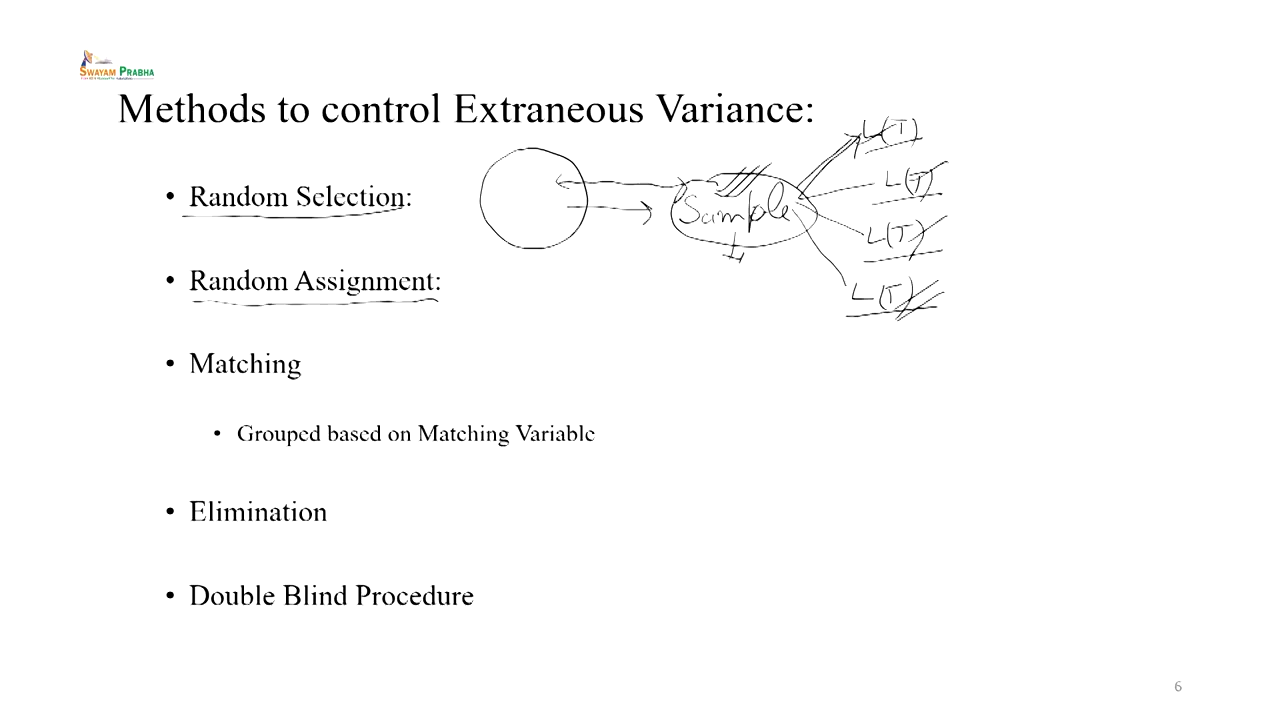 SWAYAM PRABHA
Methods to control Extraneous Variance:
• Random Selection:
Sample
L(T)
L(T)
L(T)
L(T)
• Random Assignment:
• Matching
• Grouped based on Matching Variable
• Elimination
• Double Blind Procedure
6